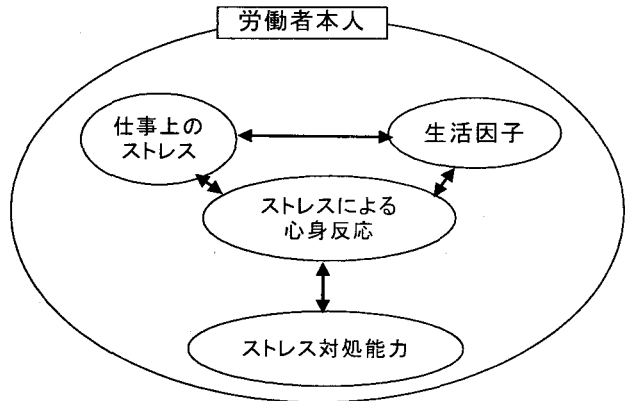 労働者本人
仕事上の
ストレス
生活因子
ストレスによる
心身反応
ストレス対処能力